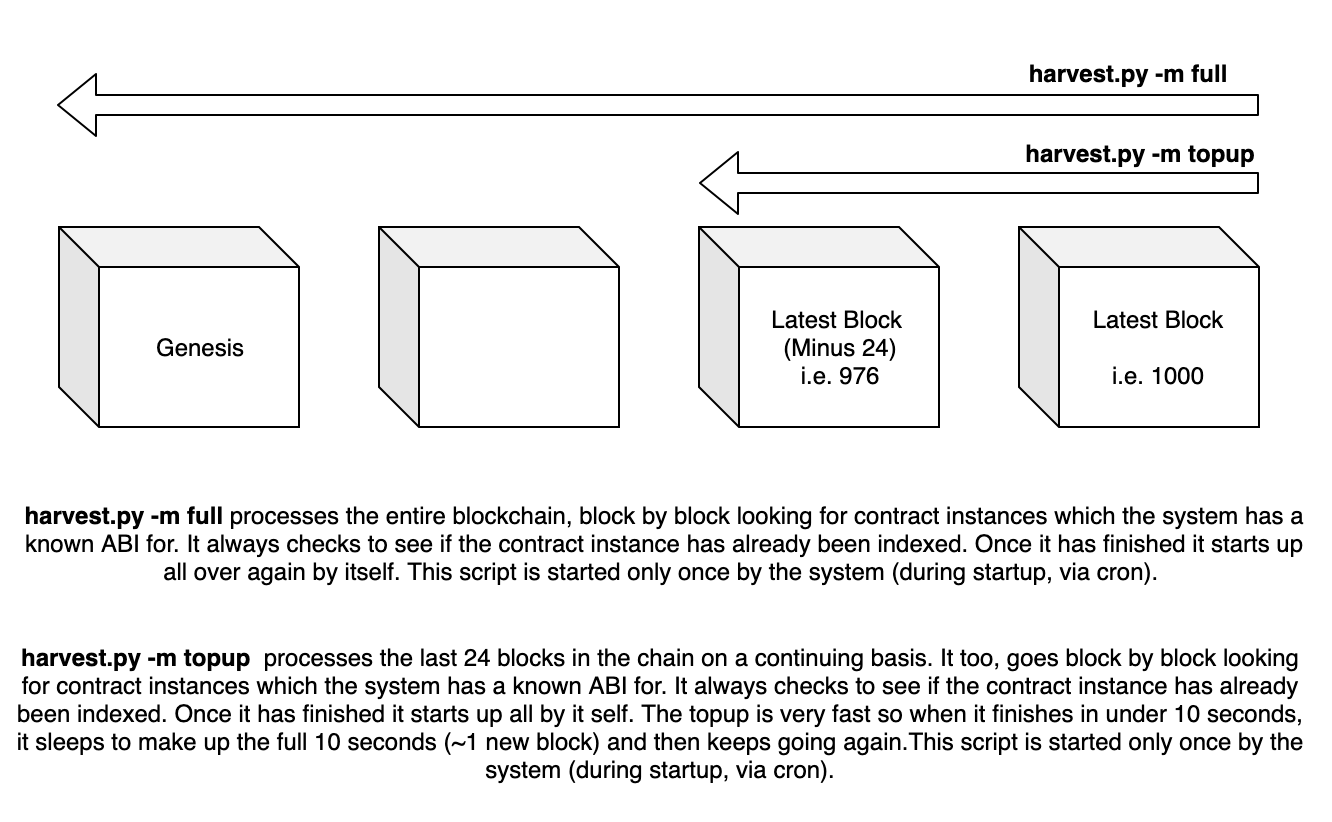 harvest.py -m full
harvest.py -m topup
Genesis
Latest Block
(Minus 24)
i.e. 976
Latest Block
i.e. 1000
harvest.py -m full processes the entire blockchain, block by block looking for contract instances which the system has a
known ABI for. It always checks to see if the contract instance has already been indexed. Once it has finished it starts up
all over again by itself. This script is started only once by the system (during startup, via cron).
harvest.py -m topup  processes the last 24 blocks in the chain on a continuing basis. It too, goes block by block looking
for contract instances which the system has a known ABI for. It always checks to see if the contract instance has already
been indexed. Once it has finished it starts up all by it self. The topup is very fast so when it finishes in under 10 seconds,
it sleeps to make up the full 10 seconds (~1 new block) and then keeps going again.This script is started only once by the
system (during startup, via cron).